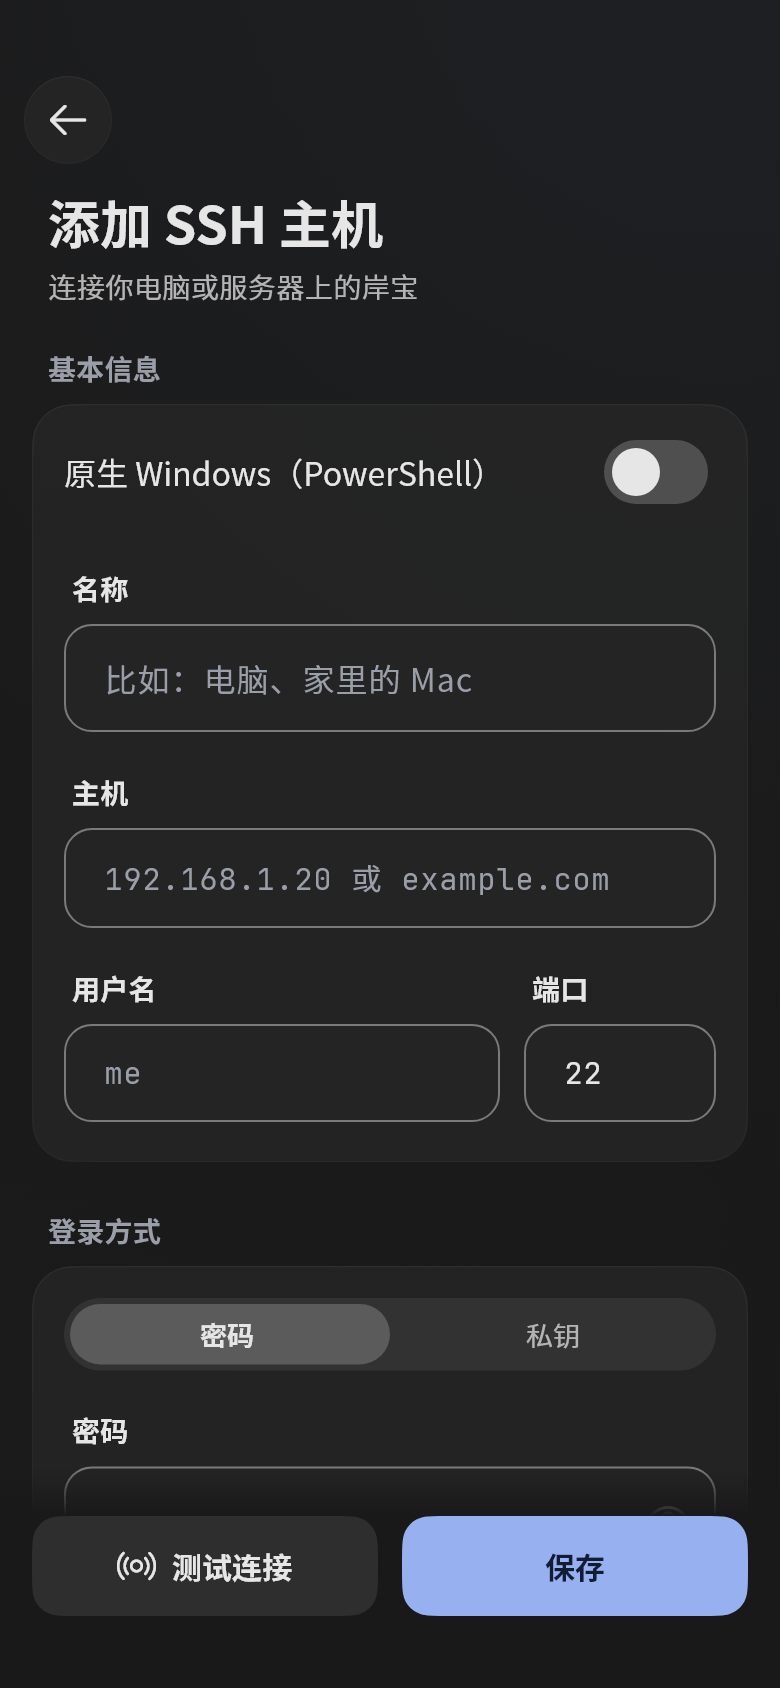 添加 SSH 主机
连接你电脑或服务器上的岸宝
基本信息
原生 Windows（PowerShell）
名称
比如：电脑、家里的 Mac
主机
192.168.1.20 或 example.com
用户名 端口
me 22
登录方式
密码 私钥
密码
测试连接 保存